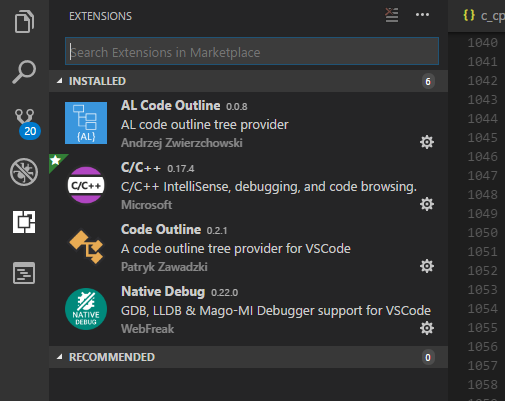 EXTENSIONS
Search Extensions in Marketplace
INSTALLED 6
AL Code Outline 0.0.8
AL code outline tree provider
Andrzej Zwierzchowski
{AL}
C/C++ 0.17.4
C/C++ IntelliSense, debugging, and code browsing.
Microsoft
C/C++
Code Outline 0.2.1
A code outline tree provider for VSCode
Patryk Zawadzki
Native Debug 0.22.0
GDB, LLDB & Mago-MI Debugger support for VSCode
WebFreak
NATIVE
DEBUG
RECOMMENDED 0
20
{} c_cp
1040
1041
1042
1043
1044
1045
1046
1047
1048
1049
1050
1051
1052
1053
1054
1055
1056
1057
1058